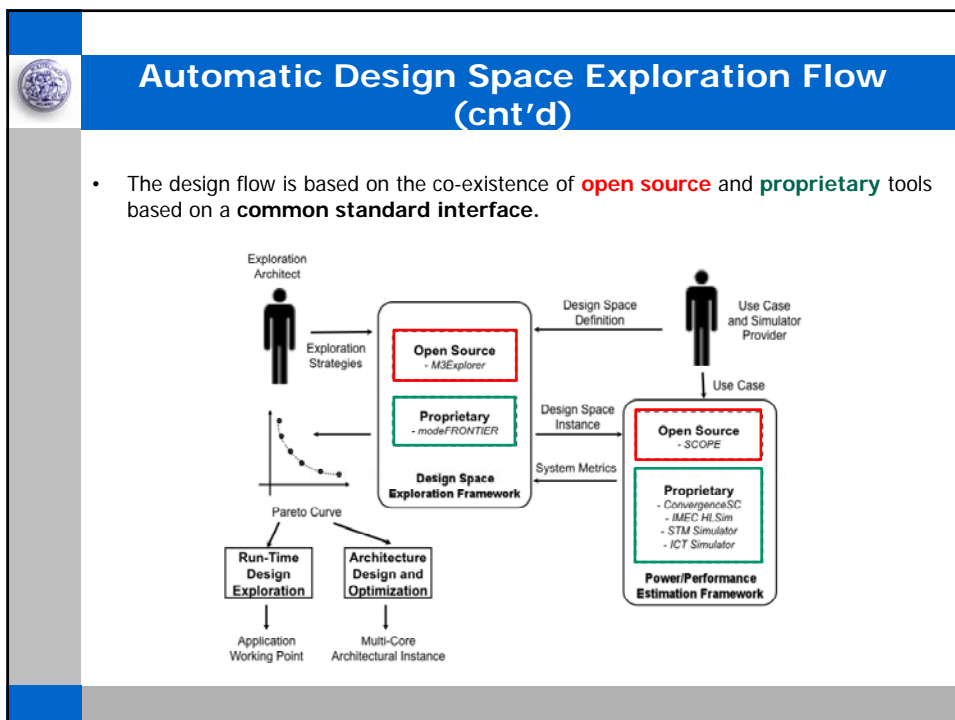 Automatic Design Space Exploration Flow
(cnt'd)
• The design flow is based on the co-existence of open source and proprietary tools
based on a common standard interface.
Exploration
Architect
Exploration
Strategies
Open Source
- M3Explorer
Proprietary
- modeFRONTIER
Design Space
Exploration Framework
Design Space
Definition
Use Case
and Simulator
Provider
Use Case
Design Space
Instance
System Metrics
Open Source
- SCOPE
Proprietary
- ConvergenceSC
- IMEC HLSim
- STM Simulator
- ICT Simulator
Power/Performance
Estimation Framework
Pareto Curve
Run-Time
Design
Exploration
Architecture
Design and
Optimization
Application
Working Point
Multi-Core
Architectural Instance